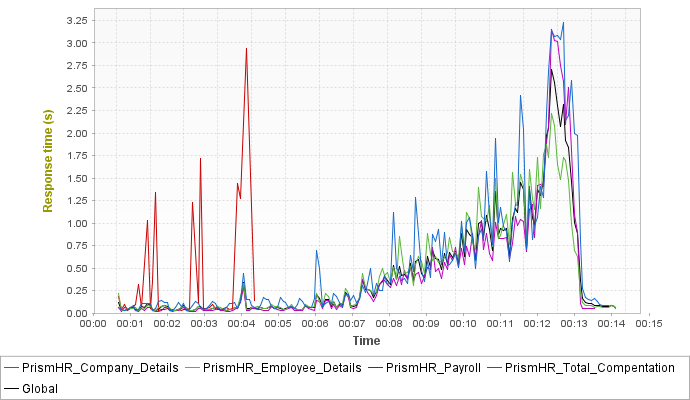 3.25
3.00
2.75
2.50
2.25
2.00
1.75
1.50
1.25
1.00
0.75
0.50
0.25
0.00
Response time (s)
00:00 00:01 00:02 00:03 00:04 00:05 00:06 00:07 00:08 00:09 00:10 00:11 00:12 00:13 00:14 00:15
Time
PrismHR_Company_Details PrismHR_Employee_Details PrismHR_Payroll PrismHR_Total_Compentation
Global